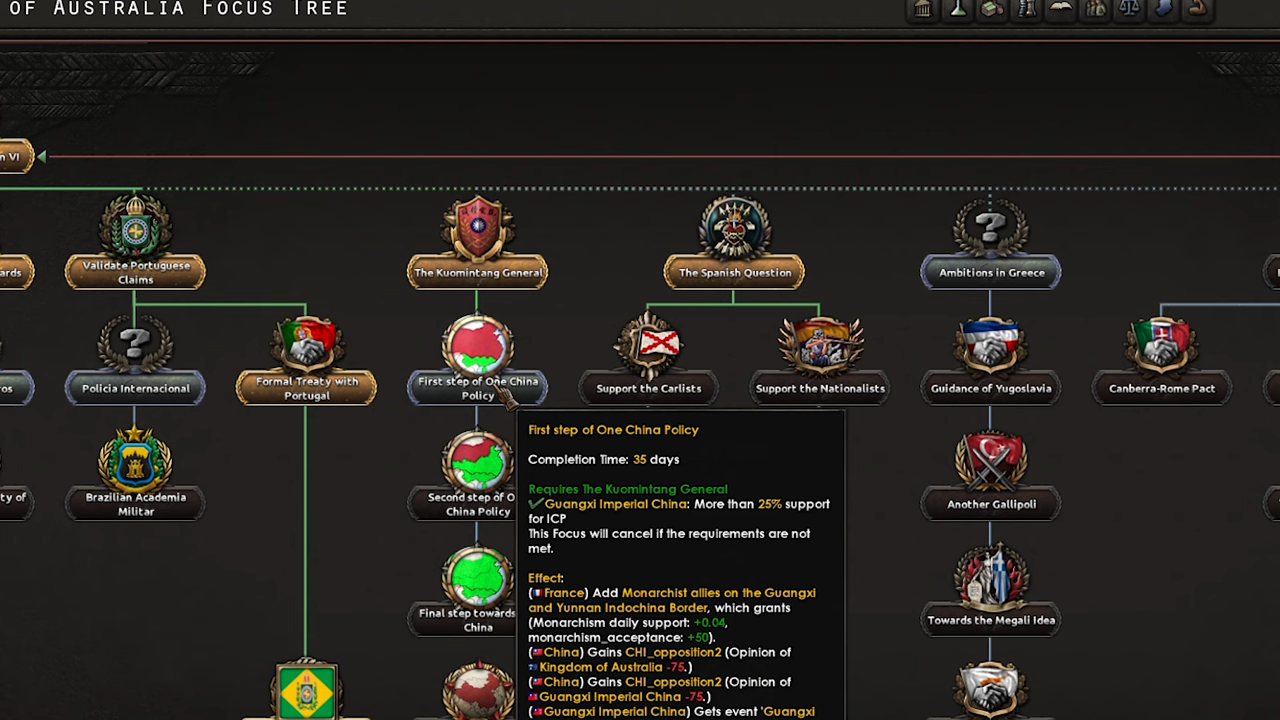 OF AUSTRALIA FOCUS TREE
n VI
ards
Validate Portuguese
Claims
The Kuomintang General
The Spanish Question
Ambitions in Greece
ros
Policia Internacional
Formal Treaty with
Portugal
First step of One China
Policy
Support the Carlists
Support the Nationalists
Guidance of Yugoslavia
Canberra-Rome Pact
ty of
Brazilian Academia
Militar
Second step of O
China Policy
Another Gallipoli
Final step towards
China
Towards the Megali Idea
First step of One China Policy
Completion Time: 35 days
Requires The Kuomintang General
Guangxi Imperial China: More than 25% support
for ICP
This Focus will cancel if the requirements are not
met.
Effect:
(France) Add Monarchist allies on the Guangxi
and Yunnan Indochina Border, which grants
(Monarchism daily support: +0.04,
monarchism_acceptance: +50).
(China) Gains CHI_opposition2 (Opinion of
Kingdom of Australia -75.)
(China) Gains CHI_opposition2 (Opinion of
Guangxi Imperial China -75.)
(Guangxi Imperial China) Gets event 'Guangxi